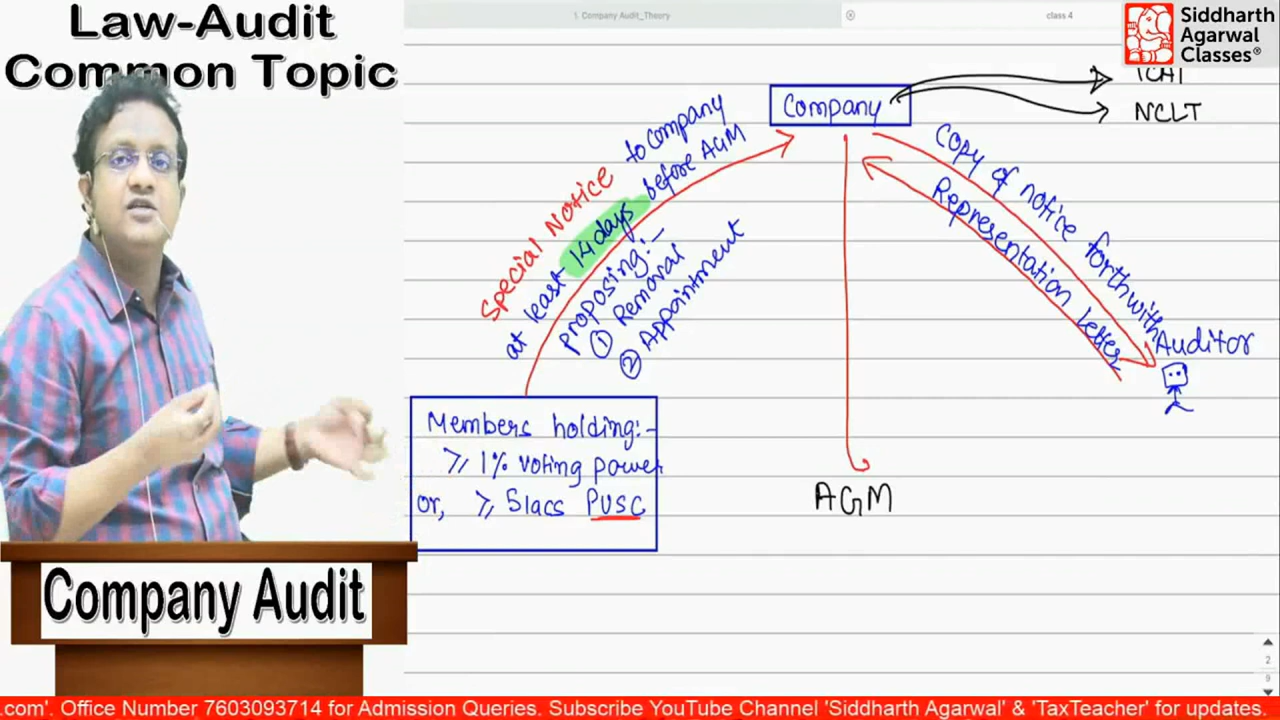 Law-Audit
Common Topic
1. Company Audit_Theory
class 4
Siddharth
Agarwal
Classes®
Company
ICAI
NCLT
Special Notice to Company
at least 14 days before AGM
proposing:-
① Removal
② Appointment
Copy of notice forthwith
Representation letter
Auditor
Members holding:-
⩾ 1% voting power
or, ⩾ 5lacs PUSC
AGM
Company Audit
2
9
.com'. Office Number 7603093714 for Admission Queries. Subscribe YouTube Channel 'Siddharth Agarwal' & 'TaxTeacher' for updates.